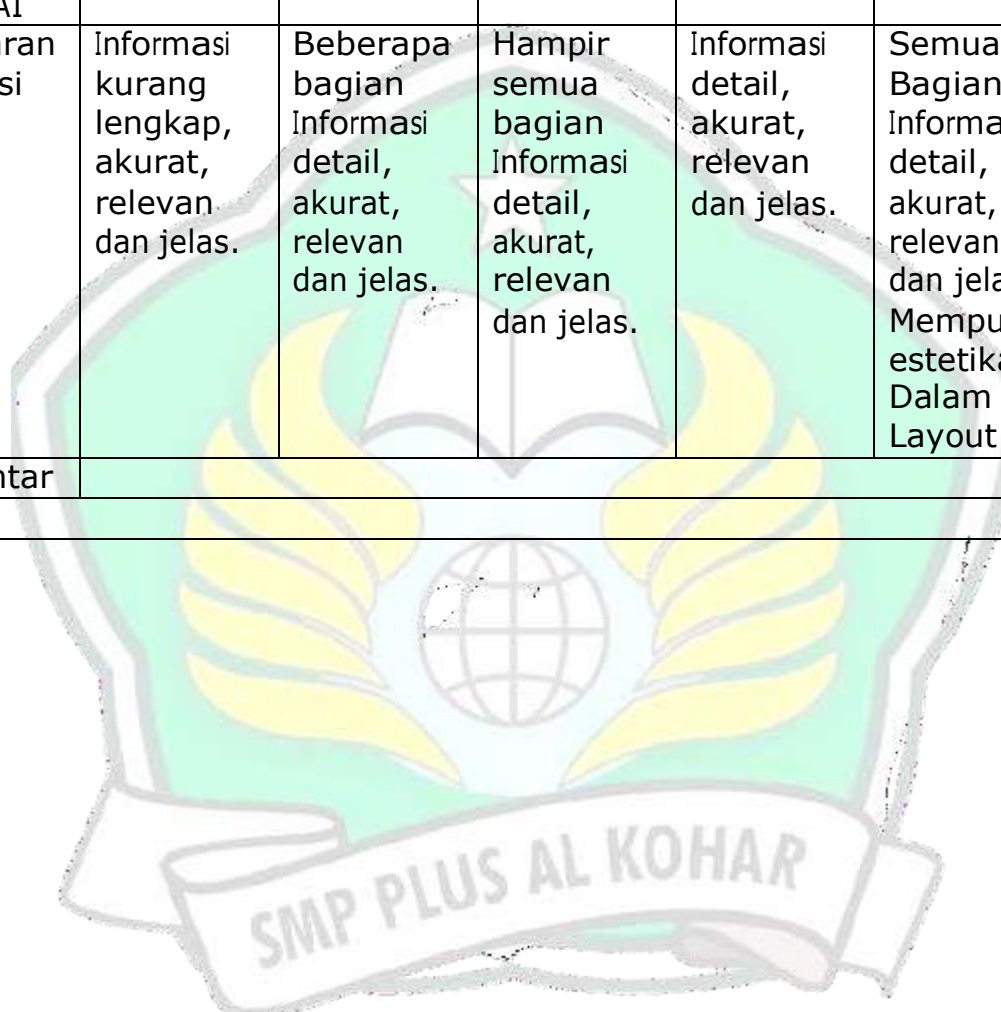 AI
ran
si
Informasi
kurang
lengkap,
akurat,
relevan
dan jelas.
Beberapa
bagian
Informasi
detail,
akurat,
relevan
dan jelas.
Hampir
semua
bagian
Informasi
detail,
akurat,
relevan
dan jelas.
Informasi
detail,
akurat,
relevan
dan jelas.
Semua
Bagian
Informa
detail,
akurat,
relevan
dan jela
Mempu
estetika
Dalam
Layout
ntar
SMP PLUS AL KOHAR